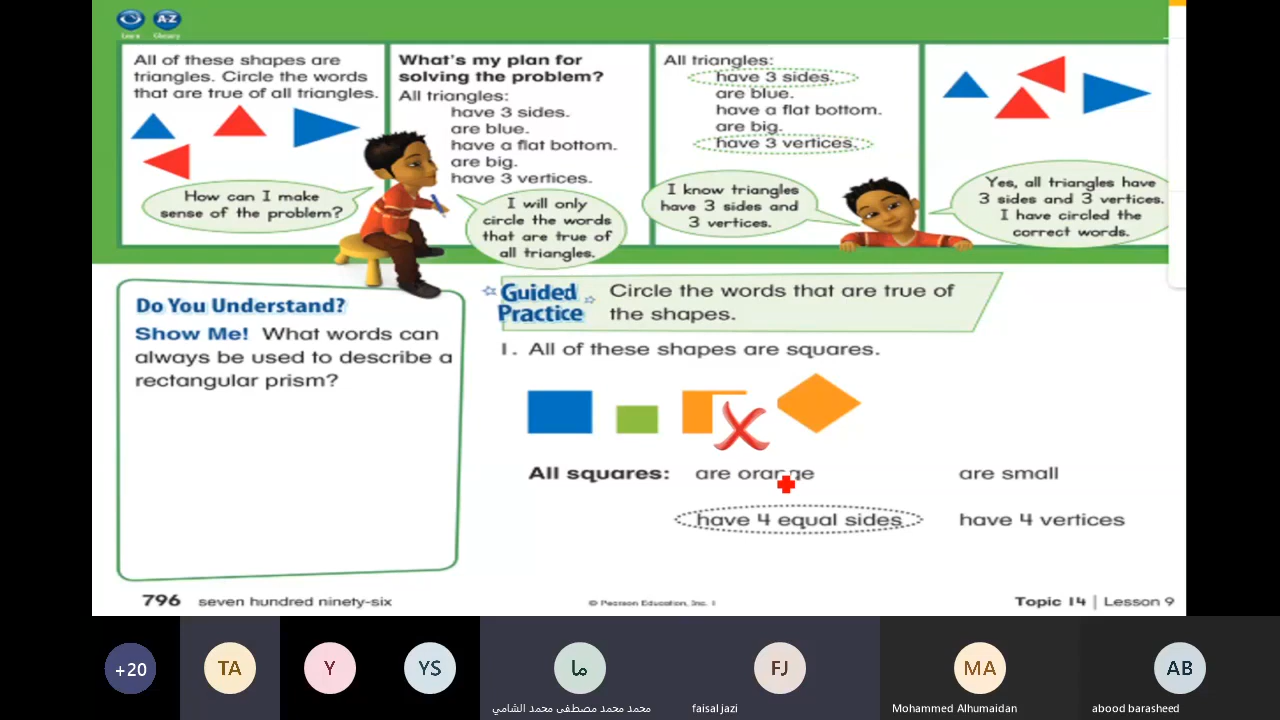 A-Z
Learn
Glossary
All of these shapes are
triangles. Circle the words
that are true of all triangles.
How can I make
sense of the problem?
What's my plan for
solving the problem?
All triangles:
have 3 sides.
are blue.
have a flat bottom.
are big.
have 3 vertices.
I will only
circle the words
that are true of
all triangles.
All triangles:
have 3 sides.
are blue.
have a flat bottom.
are big.
have 3 vertices.
I know triangles
have 3 sides and
3 vertices.
Yes, all triangles have
3 sides and 3 vertices.
I have circled the
correct words.
Do You Understand?
Show Me! What words can
always be used to describe a
rectangular prism?
Guided
Practice
Circle the words that are true of
the shapes.
1. All of these shapes are squares.
All squares: are orange are small
have 4 equal sides have 4 vertices
796 seven hundred ninety-six
© Pearson Education, Inc. 1
Topic 14 | Lesson 9
+20
TA
Y
YS
ما
FJ
MA
AB
محمد محمد مصطفى محمد الشامي
faisal jazi
Mohammed Alhumaidan
abood barasheed